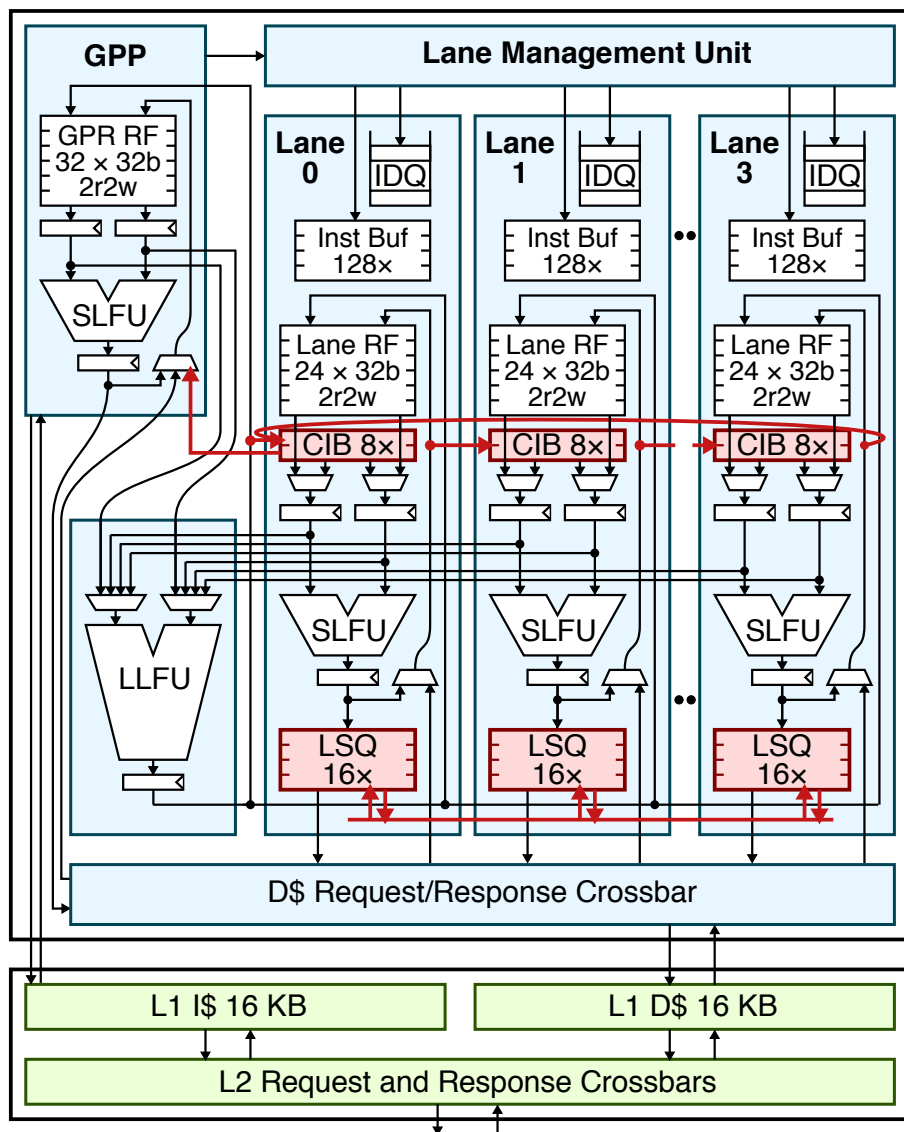 GPP
Lane Management Unit
GPR RF
32 × 32b
2r2w
Lane
0
IDQ
Lane
1
IDQ
Lane
3
IDQ
Inst Buf
128×
Inst Buf
128×
Inst Buf
128×
SLFU
Lane RF
24 × 32b
2r2w
Lane RF
24 × 32b
2r2w
Lane RF
24 × 32b
2r2w
CIB 8×
CIB 8×
CIB 8×
SLFU
SLFU
SLFU
LLFU
LSQ
16×
LSQ
16×
LSQ
16×
D$ Request/Response Crossbar
L1 I$ 16 KB
L1 D$ 16 KB
L2 Request and Response Crossbars